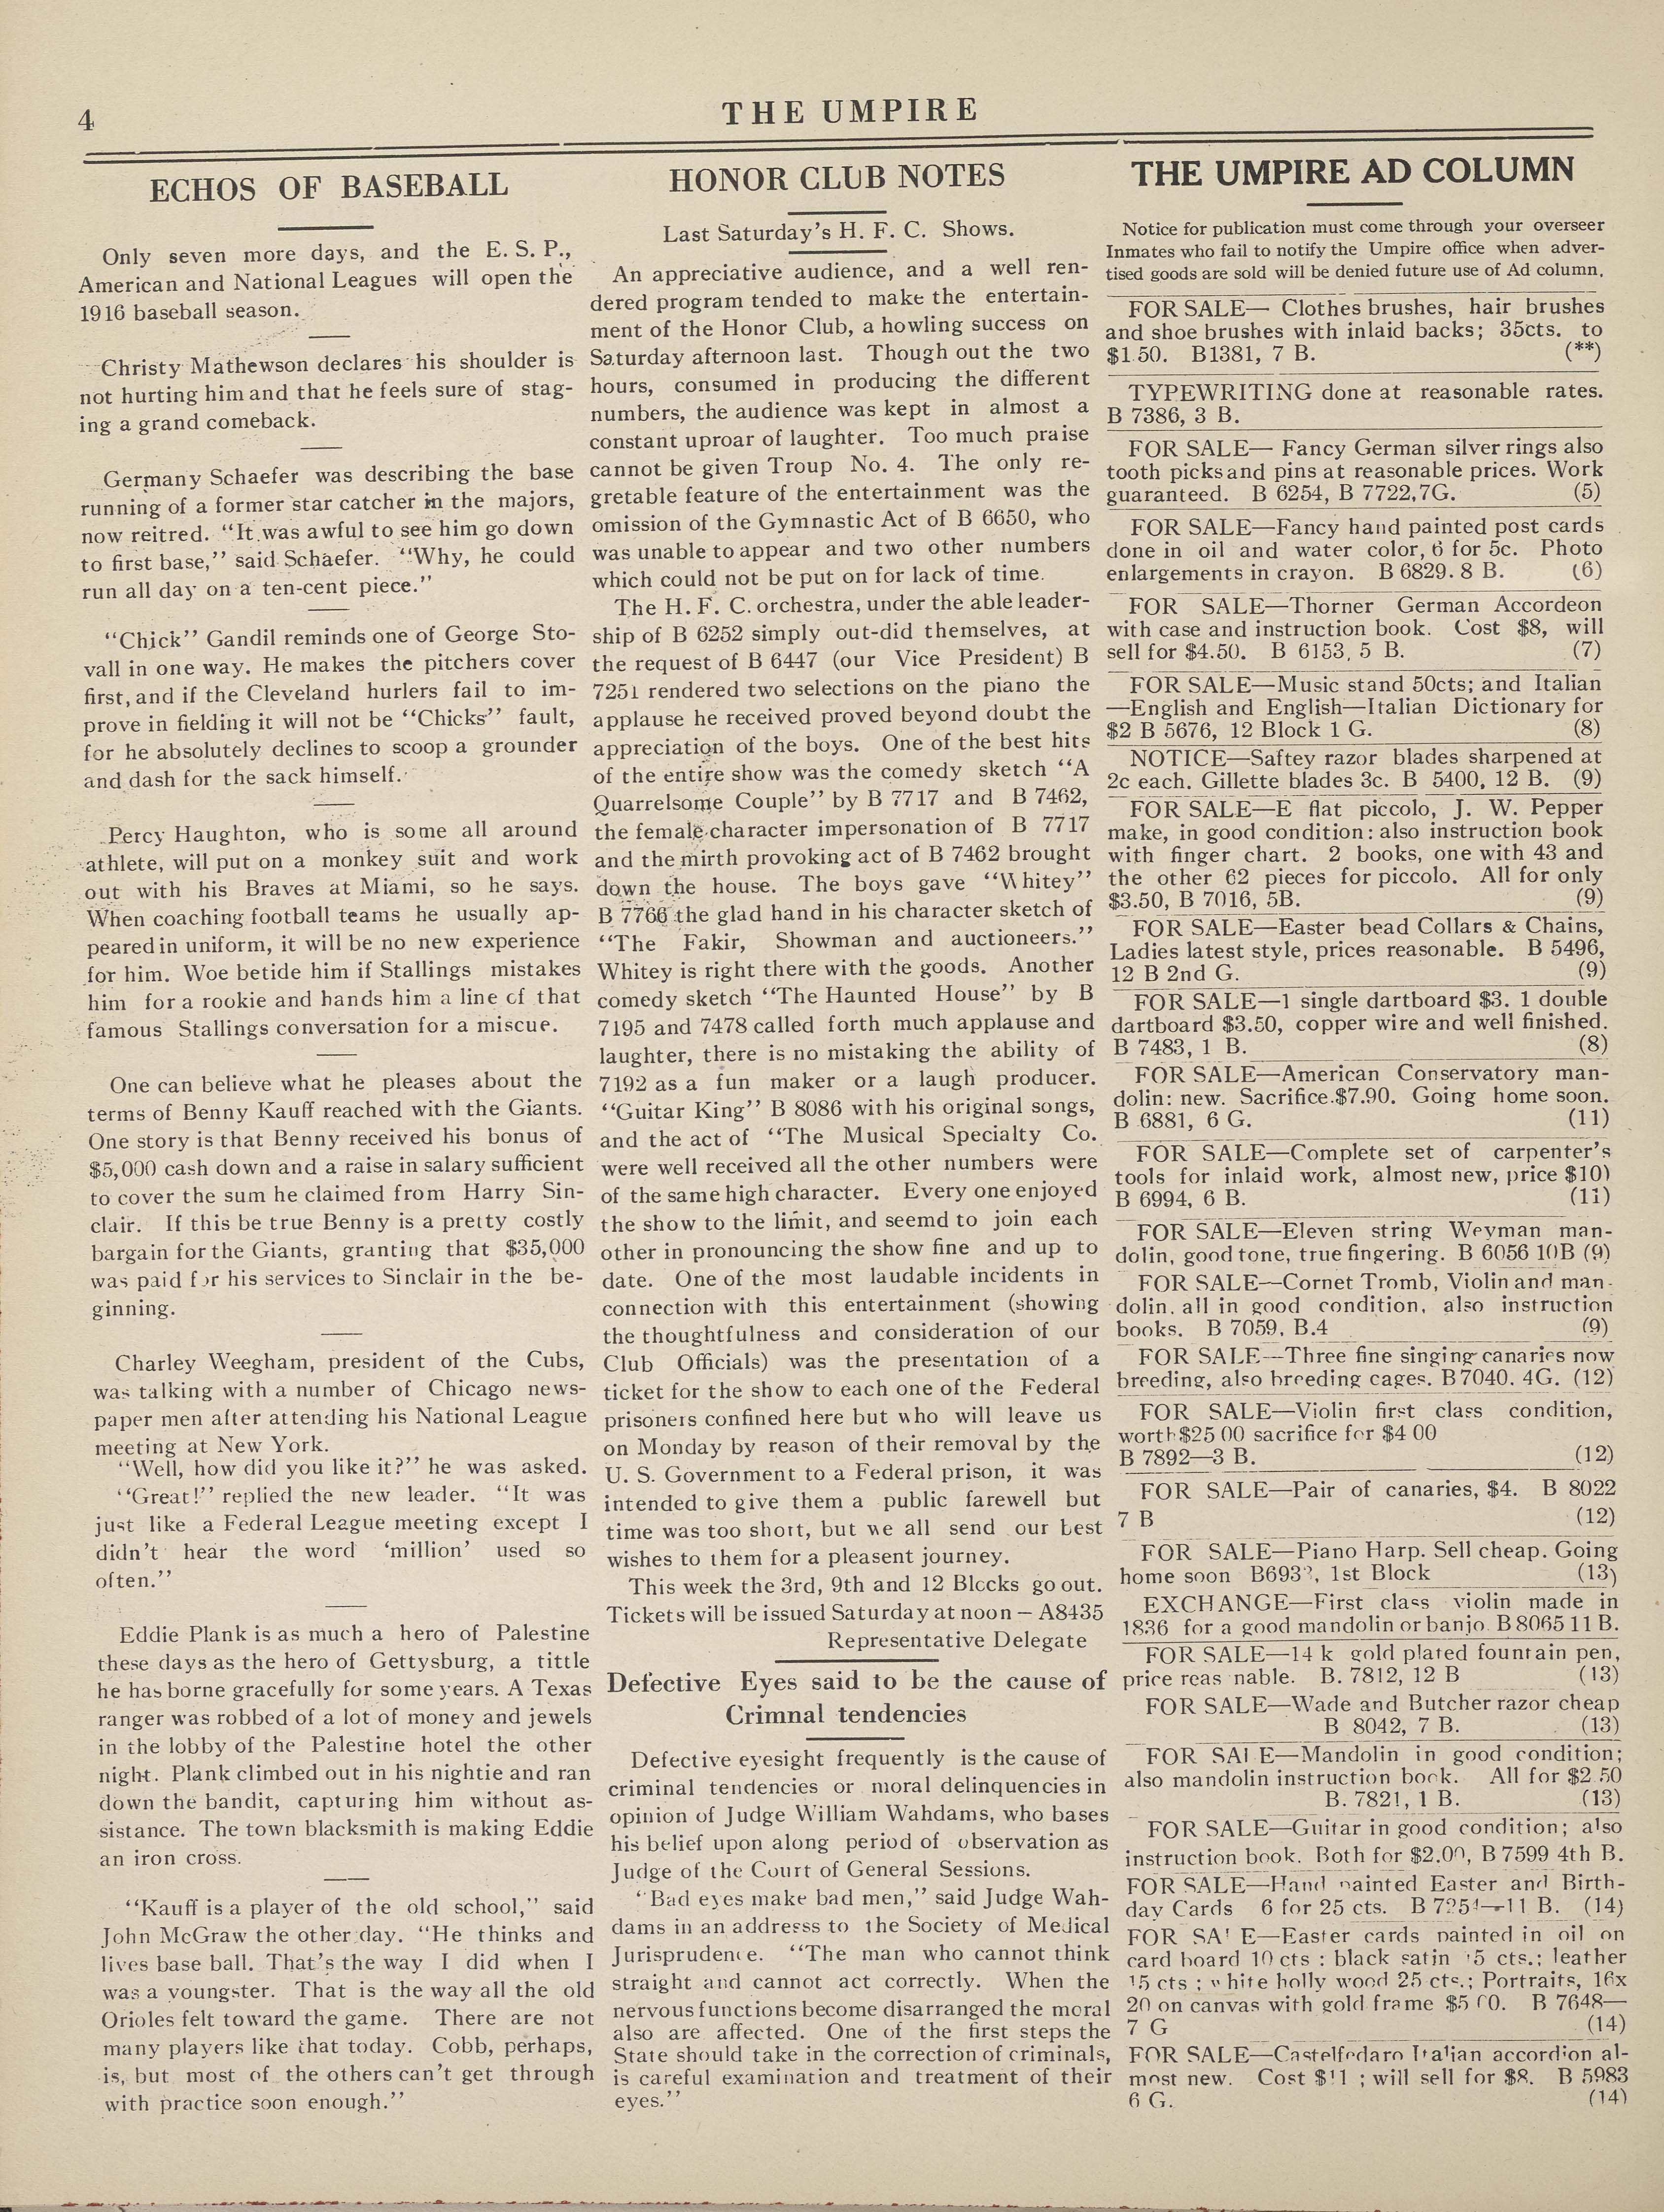 4
THE UMPIRE
ECHOS OF BASEBALL
Only seven more days, and the E. S. P.,
American and National Leagues will open the
1916 baseball season.
Christy Mathewson declares his shoulder is
not hurting him and that he feels sure of stag-
ing a grand comeback.
Germany Schaefer was describing the base
running of a former star catcher in the majors,
now reitred. “It was awful to see him go down
to first base,” said Schaefer. “Why, he could
run all day on a ten-cent piece.”
“Chick” Gandil reminds one of George Sto-
vall in one way. He makes the pitchers cover
first, and if the Cleveland hurlers fail to im-
prove in fielding it will not be “Chicks” fault,
for he absolutely declines to scoop a grounder
and dash for the sack himself.
Percy Haughton, who is some all around
athlete, will put on a monkey suit and work
out with his Braves at Miami, so he says.
When coaching football teams he usually ap-
peared in uniform, it will be no new experience
for him. Woe betide him if Stallings mistakes
him for a rookie and hands him a line of that
famous Stallings conversation for a miscue.
One can believe what he pleases about the
terms of Benny Kauff reached with the Giants.
One story is that Benny received his bonus of
$5,000 cash down and a raise in salary sufficient
to cover the sum he claimed from Harry Sin-
clair. If this be true Benny is a pretty costly
bargain for the Giants, granting that $35,000
was paid for his services to Sinclair in the be-
ginning.
Charley Weegham, president of the Cubs,
was talking with a number of Chicago news-
paper men after attending his National League
meeting at New York.
“Well, how did you like it?” he was asked.
“Great!” replied the new leader. “It was
just like a Federal League meeting except I
didn’t hear the word ‘million’ used so
often.”
Eddie Plank is as much a hero of Palestine
these days as the hero of Gettysburg, a tittle
he has borne gracefully for some years. A Texas
ranger was robbed of a lot of money and jewels
in the lobby of the Palestine hotel the other
night. Plank climbed out in his nightie and ran
down the bandit, capturing him without as-
sistance. The town blacksmith is making Eddie
an iron cross.
“Kauff is a player of the old school,” said
John McGraw the other day. “He thinks and
lives base ball. That’s the way I did when I
was a youngster. That is the way all the old
Orioles felt toward the game. There are not
many players like that today. Cobb, perhaps,
is, but most of the others can’t get through
with practice soon enough.”
HONOR CLUB NOTES
Last Saturday’s H. F. C. Shows.
An appreciative audience, and a well ren-
dered program tended to make the entertain-
ment of the Honor Club, a howling success on
Saturday afternoon last. Though out the two
hours, consumed in producing the different
numbers, the audience was kept in almost a
constant uproar of laughter. Too much praise
cannot be given Troup No. 4. The only re-
gretable feature of the entertainment was the
omission of the Gymnastic Act of B 6650, who
was unable to appear and two other numbers
which could not be put on for lack of time.
The H. F. C. orchestra, under the able leader-
ship of B 6252 simply out-did themselves, at
the request of B 6447 (our Vice President) B
7251 rendered two selections on the piano the
applause he received proved beyond doubt the
appreciation of the boys. One of the best hits
of the entire show was the comedy sketch “A
Quarrelsome Couple” by B 7717 and B 7462,
the female character impersonation of B 7717
and the mirth provoking act of B 7462 brought
down the house. The boys gave “Whitey”
B 7766 the glad hand in his character sketch of
“The Fakir, Showman and auctioneers.”
Whitey is right there with the goods. Another
comedy sketch “The Haunted House” by B
7195 and 7478 called forth much applause and
laughter, there is no mistaking the ability of
7192 as a fun maker or a laugh producer.
“Guitar King” B 8086 with his original songs,
and the act of “The Musical Specialty Co.
were well received all the other numbers were
of the same high character. Every one enjoyed
the show to the limit, and seemd to join each
other in pronouncing the show fine and up to
date. One of the most laudable incidents in
connection with this entertainment (showing
the thoughtfulness and consideration of our
Club Officials) was the presentation of a
ticket for the show to each one of the Federal
prisoners confined here but who will leave us
on Monday by reason of their removal by the
U. S. Government to a Federal prison, it was
intended to give them a public farewell but
time was too short, but we all send our best
wishes to them for a pleasent journey.
This week the 3rd, 9th and 12 Blocks go out.
Tickets will be issued Saturday at noon — A8435
Representative Delegate
Defective Eyes said to be the cause of
Crimnal tendencies
Defective eyesight frequently is the cause of
criminal tendencies or moral delinquencies in
opinion of Judge William Wahdams, who bases
his belief upon along period of observation as
Judge of the Court of General Sessions.
“Bad eyes make bad men,” said Judge Wah-
dams in an addresss to the Society of Medical
Jurisprudence. “The man who cannot think
straight and cannot act correctly. When the
nervous functions become disarranged the moral
also are affected. One of the first steps the
State should take in the correction of criminals,
is careful examination and treatment of their
eyes.”
THE UMPIRE AD COLUMN
Notice for publication must come through your overseer
Inmates who fail to notify the Umpire office when adver-
tised goods are sold will be denied future use of Ad column.
FOR SALE— Clothes brushes, hair brushes
and shoe brushes with inlaid backs; 35cts. to
$1.50. B1381, 7 B. (**)
TYPEWRITING done at reasonable rates.
B 7386, 3 B.
FOR SALE— Fancy German silver rings also
tooth picks and pins at reasonable prices. Work
guaranteed. B 6254, B 7722,7G. (5)
FOR SALE—Fancy hand painted post cards
done in oil and water color, 6 for 5c. Photo
enlargements in crayon. B 6829. 8 B. (6)
FOR SALE—Thorner German Accordeon
with case and instruction book. Cost $8, will
sell for $4.50. B 6153, 5 B. (7)
FOR SALE—Music stand 50cts; and Italian
—English and English—Italian Dictionary for
$2 B 5676, 12 Block 1 G. (8)
NOTICE—Saftey razor blades sharpened at
2c each. Gillette blades 3c. B 5400, 12 B. (9)
FOR SALE—E flat piccolo, J. W. Pepper
make, in good condition: also instruction book
with finger chart. 2 books, one with 43 and
the other 62 pieces for piccolo. All for only
$3.50, B 7016, 5B. (9)
FOR SALE—Easter bead Collars & Chains,
Ladies latest style, prices reasonable. B 5496,
12 B 2nd G. (9)
FOR SALE—1 single dartboard $3. 1 double
dartboard $3.50, copper wire and well finished.
B 7483, 1 B. (8)
FOR SALE—American Conservatory man-
dolin: new. Sacrifice.$7.90. Going home soon.
B 6881, 6 G. (11)
FOR SALE—Complete set of carpenter’s
tools for inlaid work, almost new, price $10)
B 6994, 6 B. (11)
FOR SALE—Eleven string Weyman man-
dolin, good tone, true fingering. B 6056 10B (9)
FOR SALE—Cornet Tromb, Violin and man-
dolin. all in good condition, also instruction
books. B 7059, B.4 (9)
FOR SALE—Three fine singing canaries now
breeding, also breeding cages. B 7040. 4G. (12)
FOR SALE—Violin first class condition,
worth $25 00 sacrifice for $4 00
B 7892—3 B. (12)
FOR SALE—Pair of canaries, $4. B 8022
7 B (12)
FOR SALE—Piano Harp. Sell cheap. Going
home soon 1st Block (13)
EXCHANGE—First class violin made in
1836 for a good mandolin or banjo. B 8065 11 B.
FOR SALE—14 k gold plated fountain pen,
price reas nable. B. 7812, 12 B (13)
FOR SALE—Wade and Butcher razor cheap
B 8042, 7 B. (13)
FOR SALE—Mandolin in good condition;
also mandolin instruction book. All for $2.50
B. 7821, 1 B. (13)
FOR SALE—Guitar in good condition; also
instruction book. Both for $2.00, B 7599 4th B.
FOR SALE—Hand painted Easter and Birth-
day Cards 6 for 25 cts. 11 B. (14)
FOR SALE—Easter cards painted in oil on
card board 10 cts : black satin cts.; leather
15 cts ; white holly wood 25 cts.; Portraits, 16x
20 on canvas with gold frame $5 00. B 7648—
7 G (14)
FOR SALE—Castelfedaro Italian accordion al-
most new. Cost $11 ; will sell for $8. B 5983
6 G. (14)